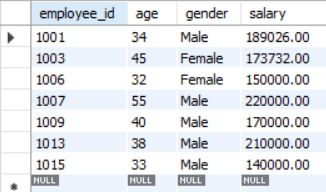 employee_id age gender salary
1001 34 Male 189026.00
1003 45 Female 173732.00
1006 32 Female 150000.00
1007 55 Male 220000.00
1009 40 Male 170000.00
1013 38 Male 210000.00
1015 33 Male 140000.00
NULL NULL NULL NULL